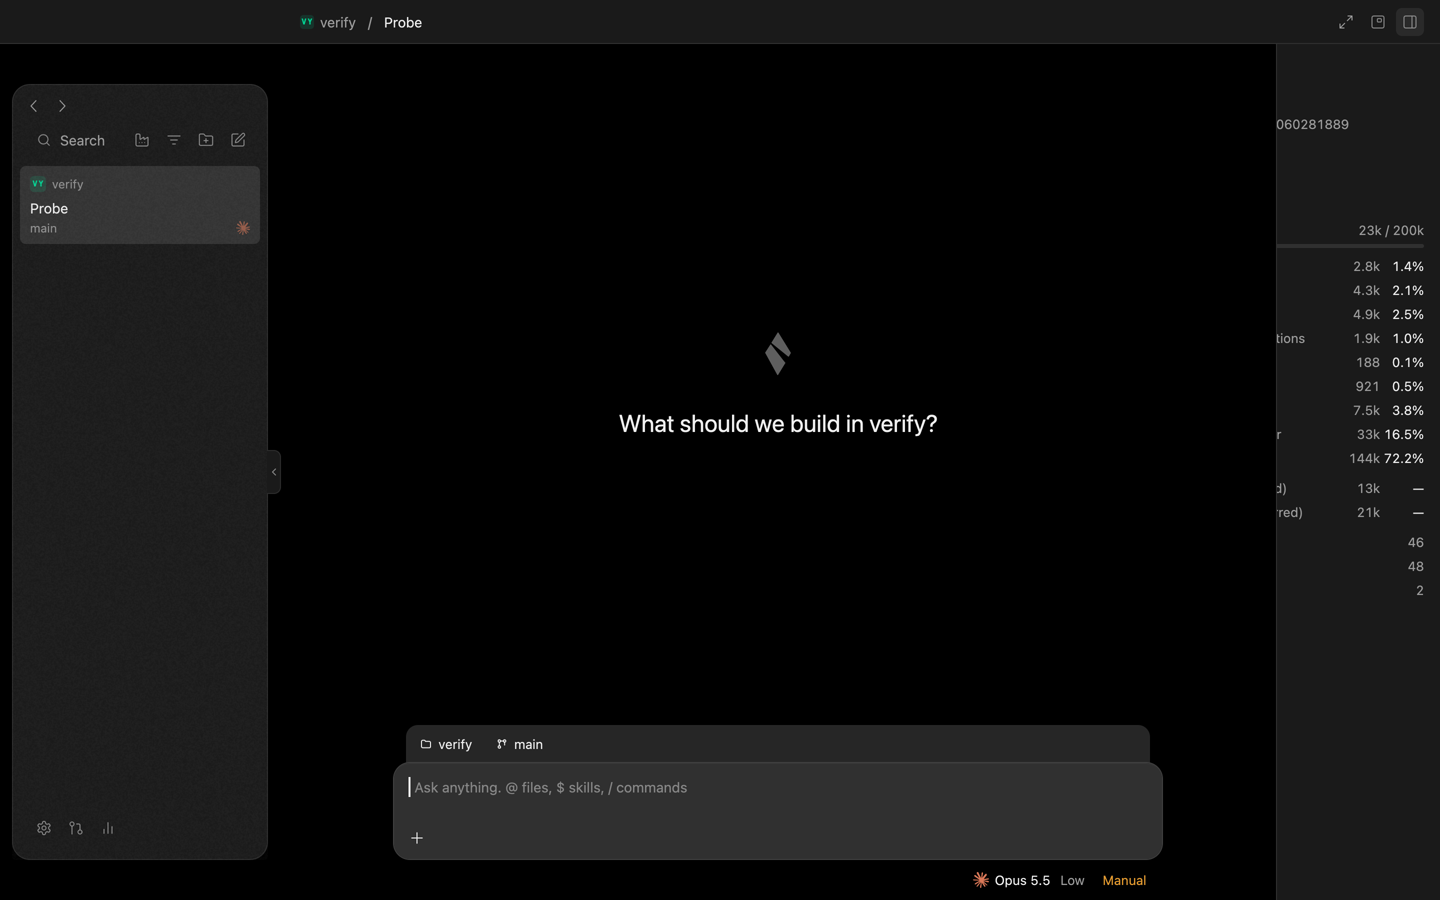 VY verify / Probe
Search
VY verify
Probe
main
060281889
23k / 200k
2.8k 1.4%
4.3k 2.1%
4.9k 2.5%
tions 1.9k 1.0%
188 0.1%
921 0.5%
7.5k 3.8%
r 33k 16.5%
144k 72.2%
d) 13k —
red) 21k —
46
48
2
What should we build in verify?
verify main
Ask anything. @ files, $ skills, / commands
Opus 5.5 Low Manual